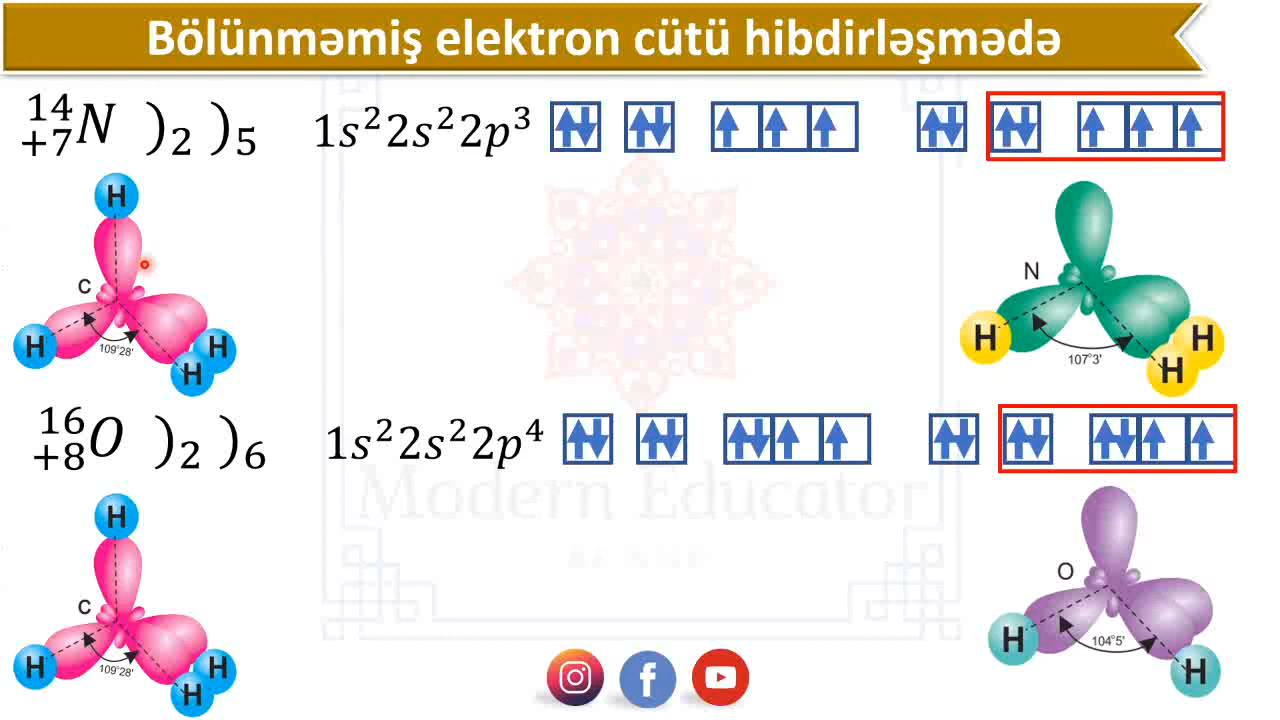 Bölünməmiş elektron cütü hibdirləşmədə
¹⁴₊₇N )₂ )₅ 1s²2s²2p³
H
C
H
109°28'
H
H
N
H
107°3'
H
H
¹⁶₊₈O )₂ )₆ 1s²2s²2p⁴
Modern Educator
H
C
H
109°28'
H
H
O
H
104°5'
H